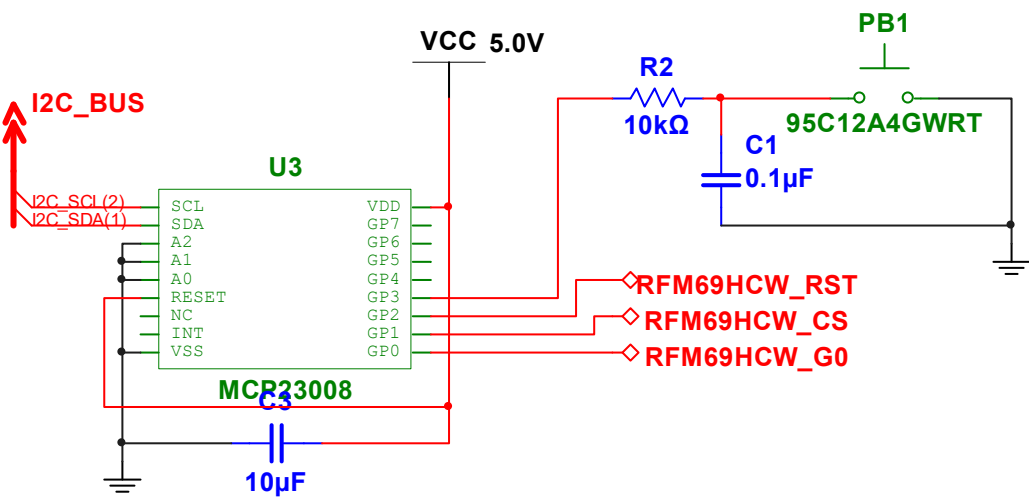 VCC 5.0V
PB1
R2
10kΩ
95C12A4GWRT
C1
0.1µF
I2C_BUS
U3
I2C_SCL(2)
I2C_SDA(1)
SCL
SDA
A2
A1
A0
RESET
NC
INT
VSS
VDD
GP7
GP6
GP5
GP4
GP3
GP2
GP1
GP0
RFM69HCW_RST
RFM69HCW_CS
RFM69HCW_G0
MCP23008
C3
10µF